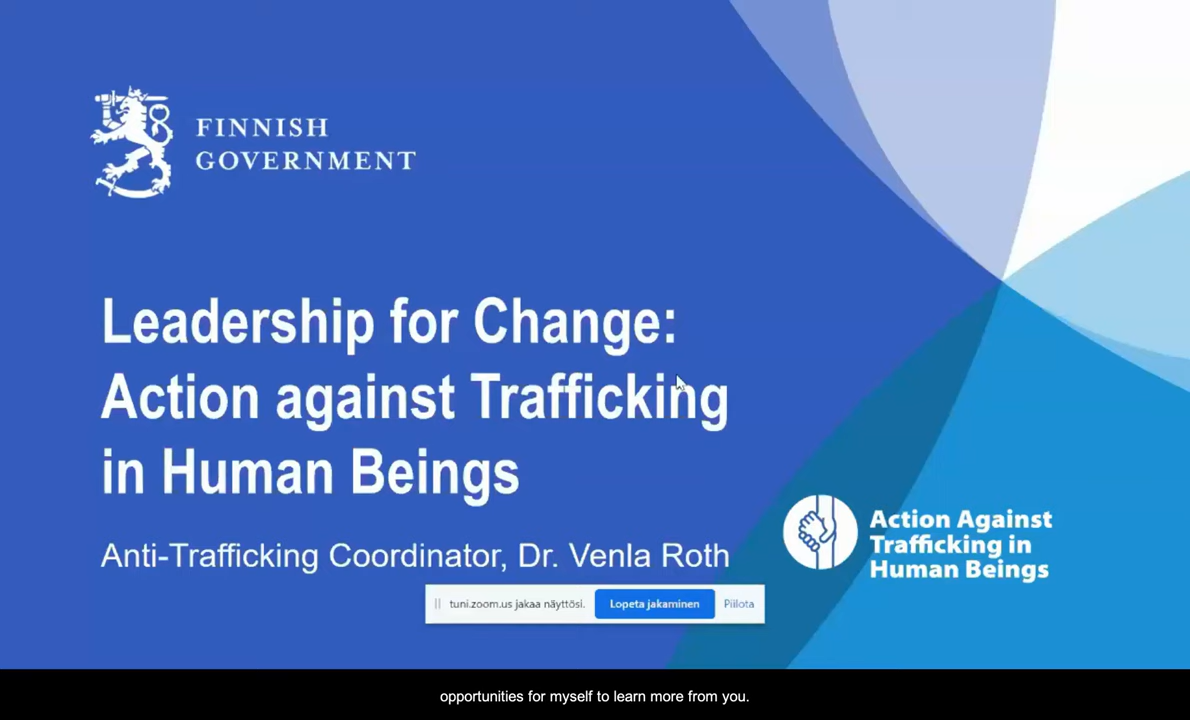 FINNISH
GOVERNMENT
Leadership for Change:
Action against Trafficking
in Human Beings
Anti-Trafficking Coordinator, Dr. Venla Roth
Action Against
Trafficking in
Human Beings
tuni.zoom.us jakaa näyttösi. Lopeta jakaminen Piilota
opportunities for myself to learn more from you.